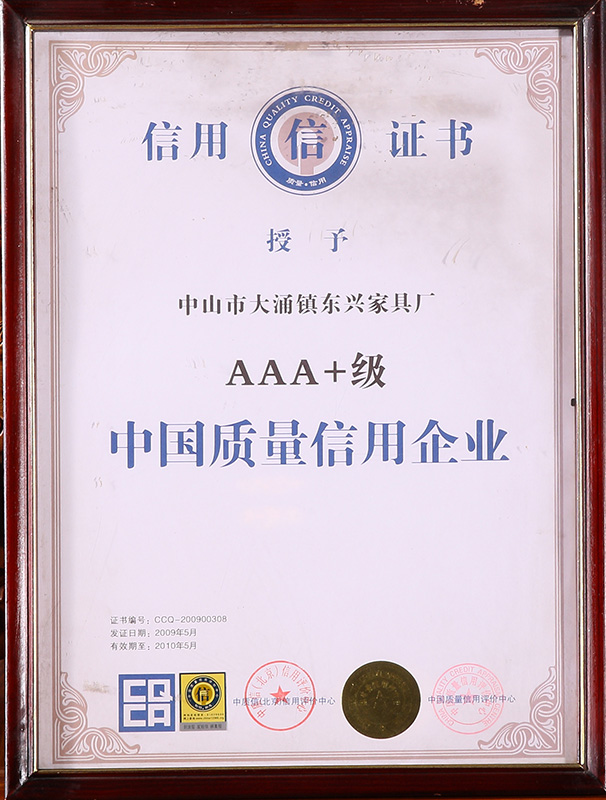 信用 信 证书
CHINA QUALITY CREDIT APPRAISE
质量·信用
授予
中山市大涌镇东兴家具厂
AAA+级
中国质量信用企业
证书编号：CCQ-200900308
发证日期：2009年5月
有效期至：2010年5月
CQ
CA
信
中质信(北京)信用评价中心
中国质量信用评价中心